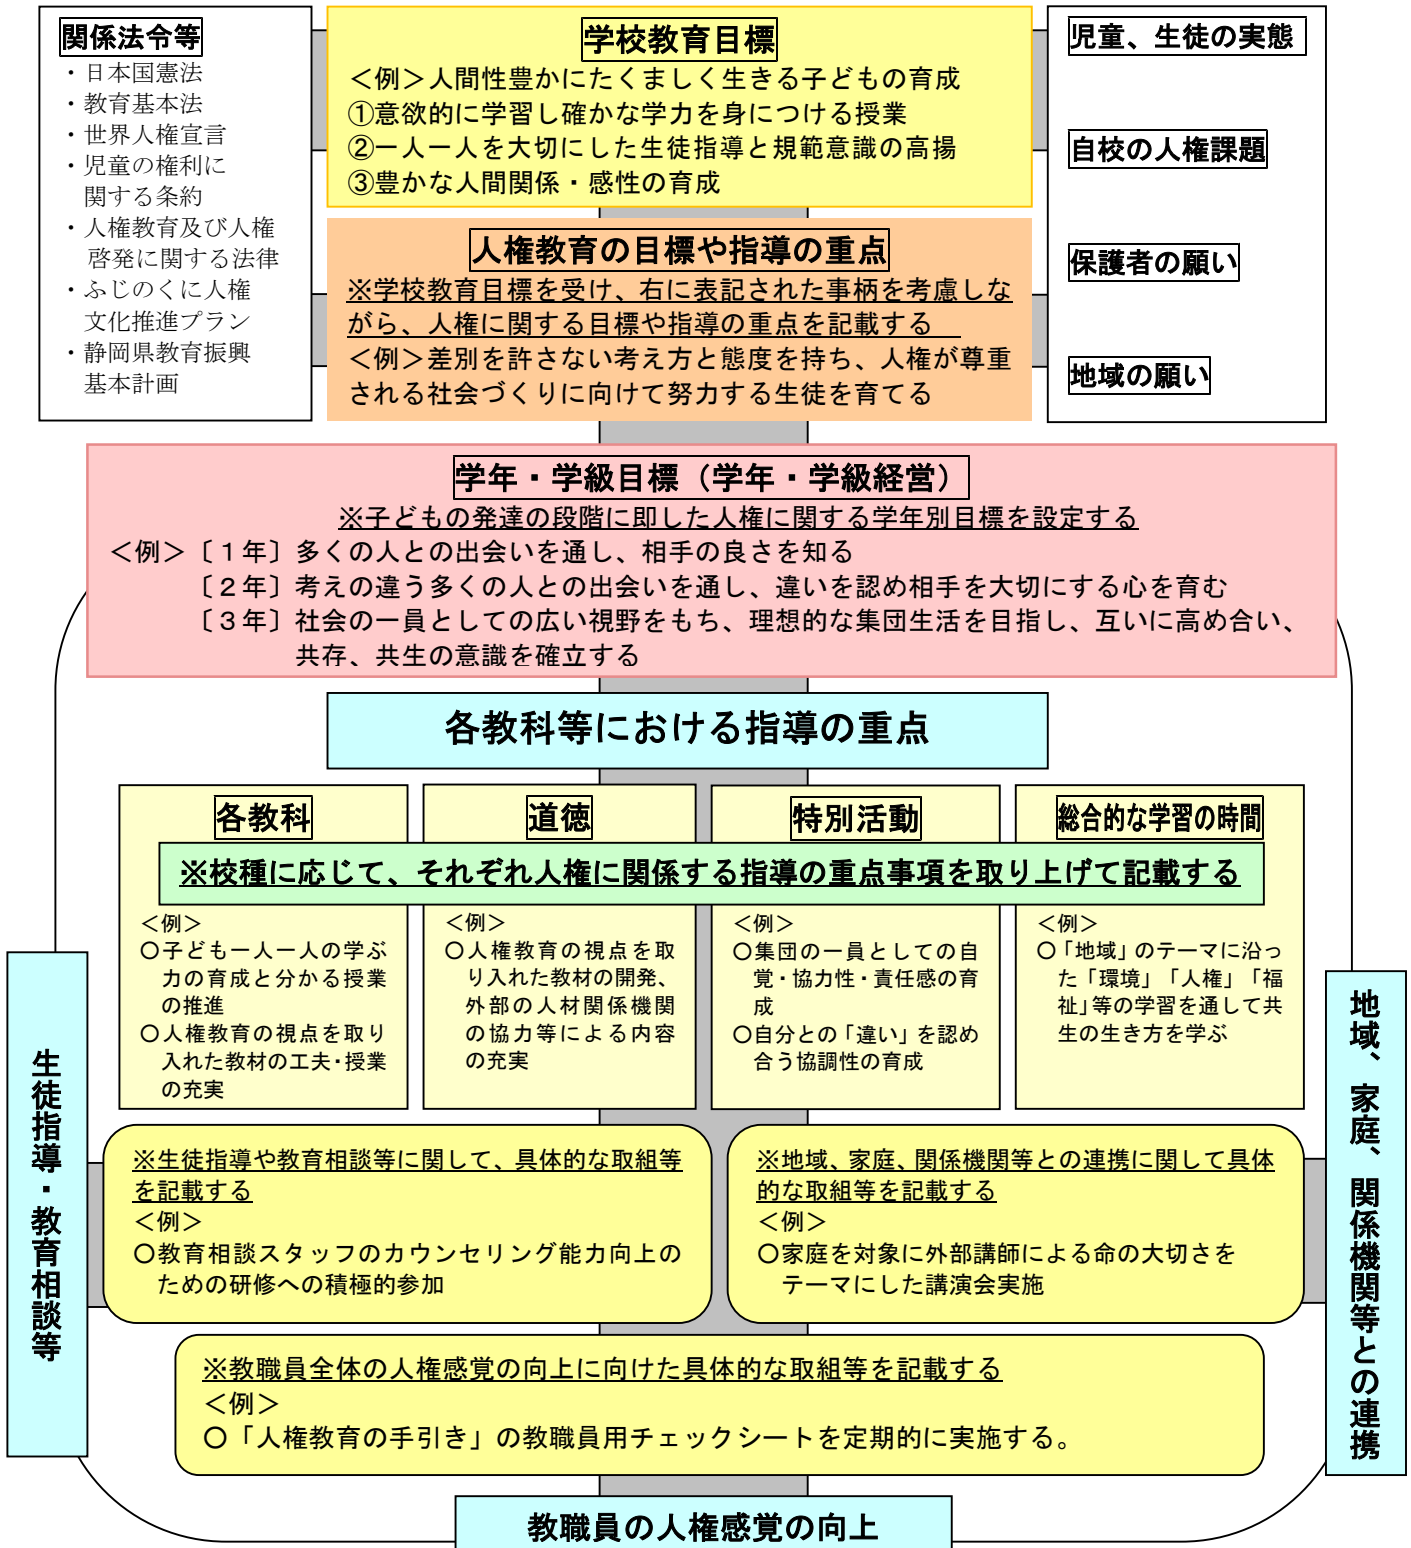 関係法令等
・日本国憲法
・教育基本法
・世界人権宣言
・児童の権利に
関する条約
・人権教育及び人権
啓発に関する法律
・ふじのくに人権
文化推進プラン
・静岡県教育振興
基本計画
学校教育目標
＜例＞人間性豊かにたくましく生きる子どもの育成
①意欲的に学習し確かな学力を身につける授業
②一人一人を大切にした生徒指導と規範意識の高揚
③豊かな人間関係・感性の育成
児童、生徒の実態
自校の人権課題
保護者の願い
地域の願い
人権教育の目標や指導の重点
※学校教育目標を受け、右に表記された事柄を考慮しな
がら、人権に関する目標や指導の重点を記載する
＜例＞差別を許さない考え方と態度を持ち、人権が尊重
される社会づくりに向けて努力する生徒を育てる
学年・学級目標（学年・学級経営）
※子どもの発達の段階に即した人権に関する学年別目標を設定する
＜例＞〔１年〕多くの人との出会いを通し、相手の良さを知る
〔２年〕考えの違う多くの人との出会いを通し、違いを認め相手を大切にする心を育む
〔３年〕社会の一員としての広い視野をもち、理想的な集団生活を目指し、互いに高め合い、
共存、共生の意識を確立する
各教科等における指導の重点
各教科
道徳
特別活動
総合的な学習の時間
※校種に応じて、それぞれ人権に関係する指導の重点事項を取り上げて記載する
＜例＞
〇子ども一人一人の学ぶ
力の育成と分かる授業
の推進
〇人権教育の視点を取り
入れた教材の工夫・授業
の充実
＜例＞
〇人権教育の視点を取
り入れた教材の開発、
外部の人材関係機関
の協力等による内容
の充実
＜例＞
〇集団の一員としての自
覚・協力性・責任感の育
成
〇自分との「違い」を認め
合う協調性の育成
＜例＞
〇「地域」のテーマに沿っ
た「環境」「人権」「福
祉」等の学習を通して共
生の生き方を学ぶ
生徒指導・教育相談等
※生徒指導や教育相談等に関して、具体的な取組等
を記載する
＜例＞
〇教育相談スタッフのカウンセリング能力向上の
ための研修への積極的参加
※地域、家庭、関係機関等との連携に関して具体
的な取組等を記載する
＜例＞
〇家庭を対象に外部講師による命の大切さを
テーマにした講演会実施
地域、家庭、関係機関等との連携
※教職員全体の人権感覚の向上に向けた具体的な取組等を記載する
＜例＞
〇「人権教育の手引き」の教職員用チェックシートを定期的に実施する。
教職員の人権感覚の向上